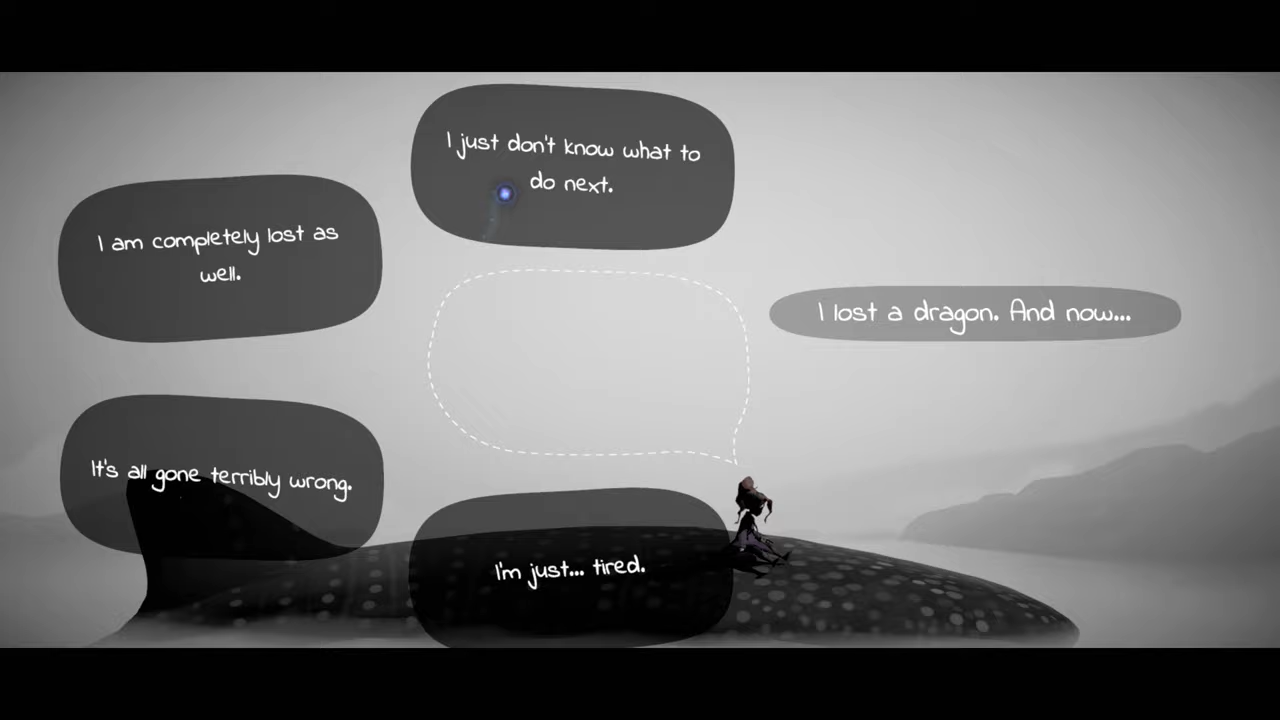 I just don't know what to
do next.
I am completely lost as
well.
I lost a dragon. And now...
It's all gone terribly wrong.
I'm just... tired.